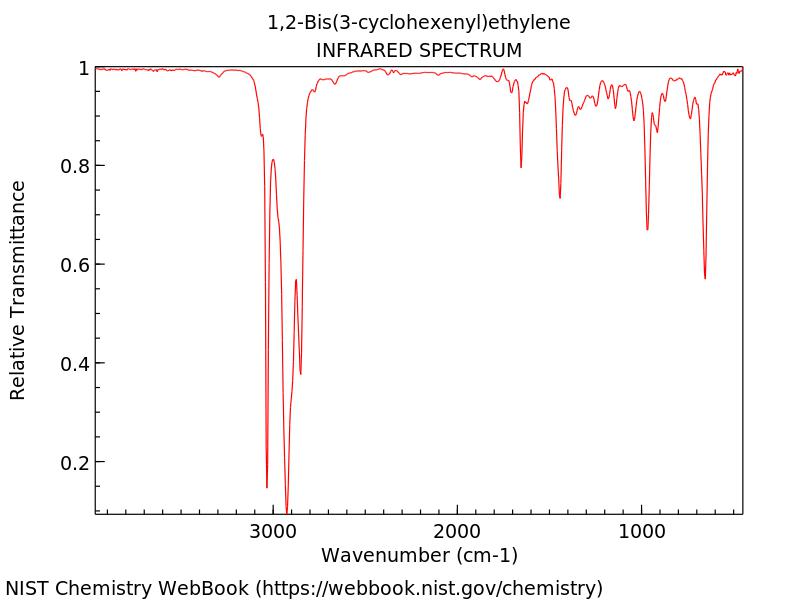 1,2-Bis(3-cyclohexenyl)ethylene
INFRARED SPECTRUM
1
0.8
0.6
0.4
0.2
Relative Transmittance
3000 2000 1000
Wavenumber (cm-1)
NIST Chemistry WebBook (https://webbook.nist.gov/chemistry)